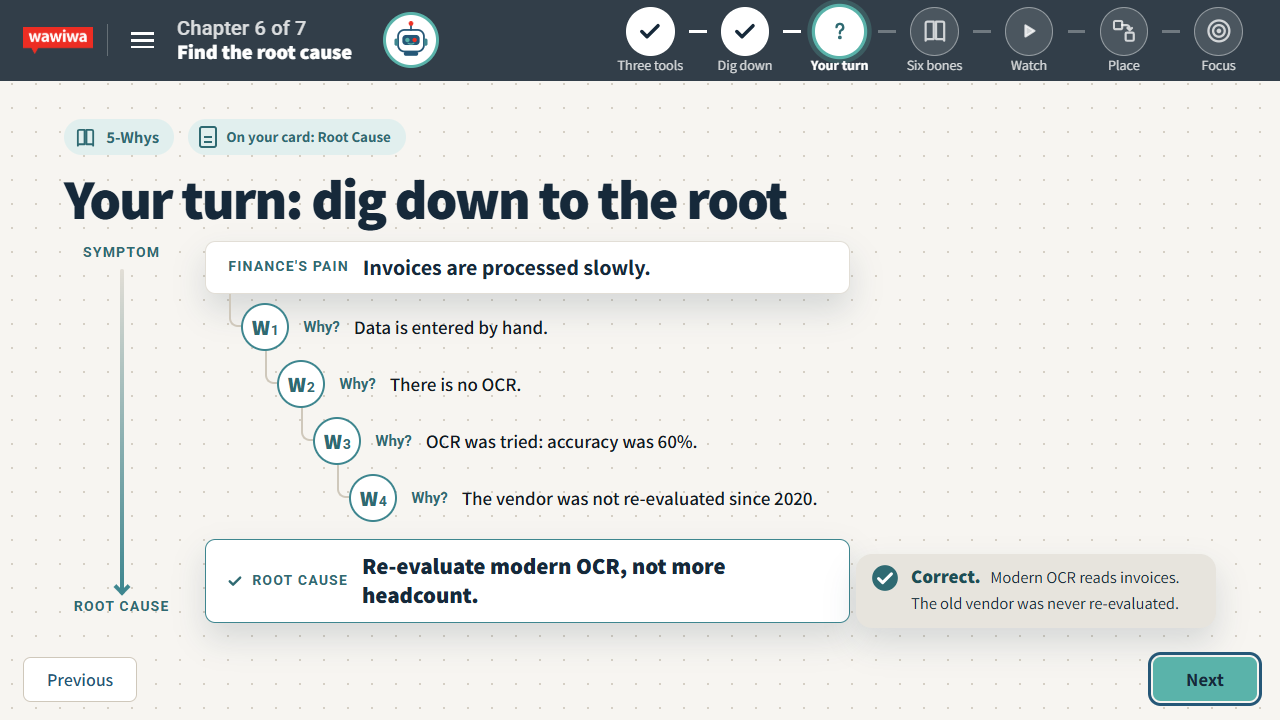 wawiwa
Chapter 6 of 7
Find the root cause
Three tools
Dig down
?
Your turn
Six bones
Watch
Place
Focus
5-Whys
On your card: Root Cause
Your turn: dig down to the root
SYMPTOM
FINANCE'S PAIN Invoices are processed slowly.
W1 Why? Data is entered by hand.
W2 Why? There is no OCR.
W3 Why? OCR was tried: accuracy was 60%.
W4 Why? The vendor was not re-evaluated since 2020.
ROOT CAUSE
ROOT CAUSE Re-evaluate modern OCR, not more
headcount.
Correct. Modern OCR reads invoices.
The old vendor was never re-evaluated.
Previous
Next